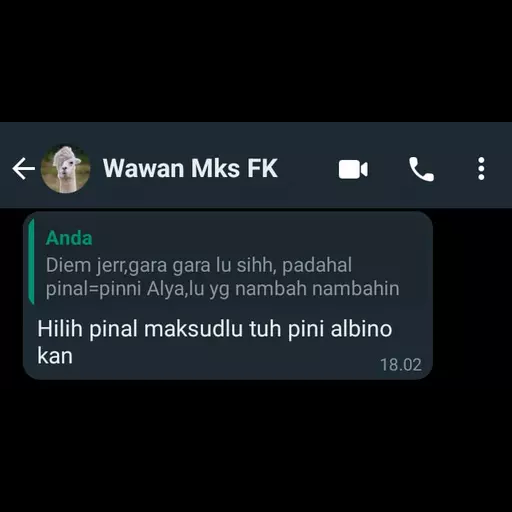 Wawan Mks FK
Anda
Diem jerr,gara gara lu sihh, padahal
pinal=pinni Alya,lu yg nambah nambahin
Hilih pinal maksudlu tuh pini albino
kan
18.02